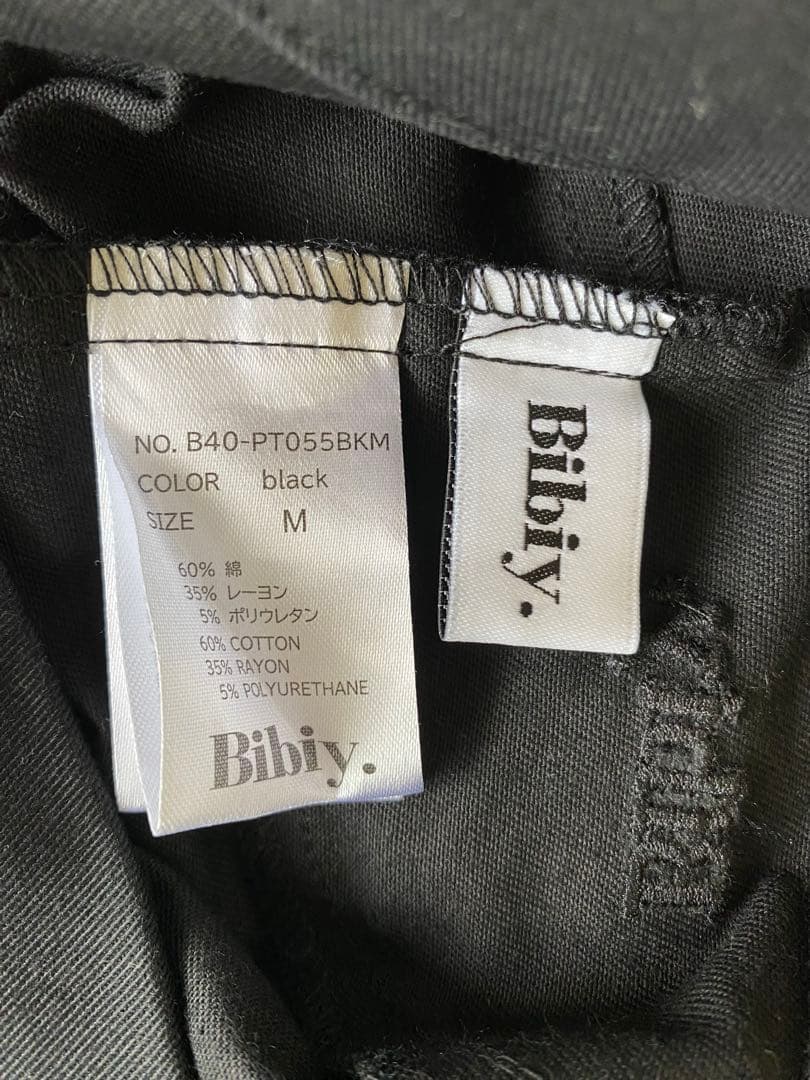 NO. B40-PT055BKM
COLOR black
SIZE M
60% 綿
35% レーヨン
5% ポリウレタン
60% COTTON
35% RAYON
5% POLYURETHANE
Bibiy.
Bibiy.